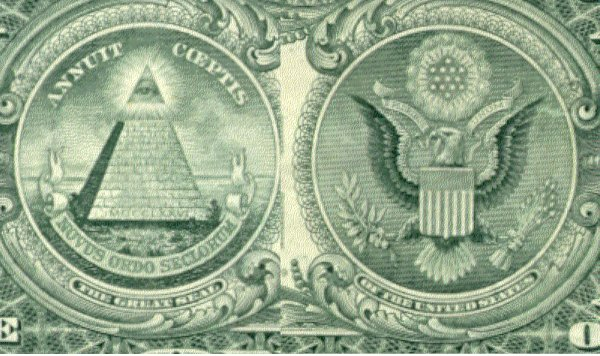 ANNUIT CŒPTIS
NOVUS ORDO SECLORUM
THE GREAT SEAL
OF THE UNITED STATES
E
O